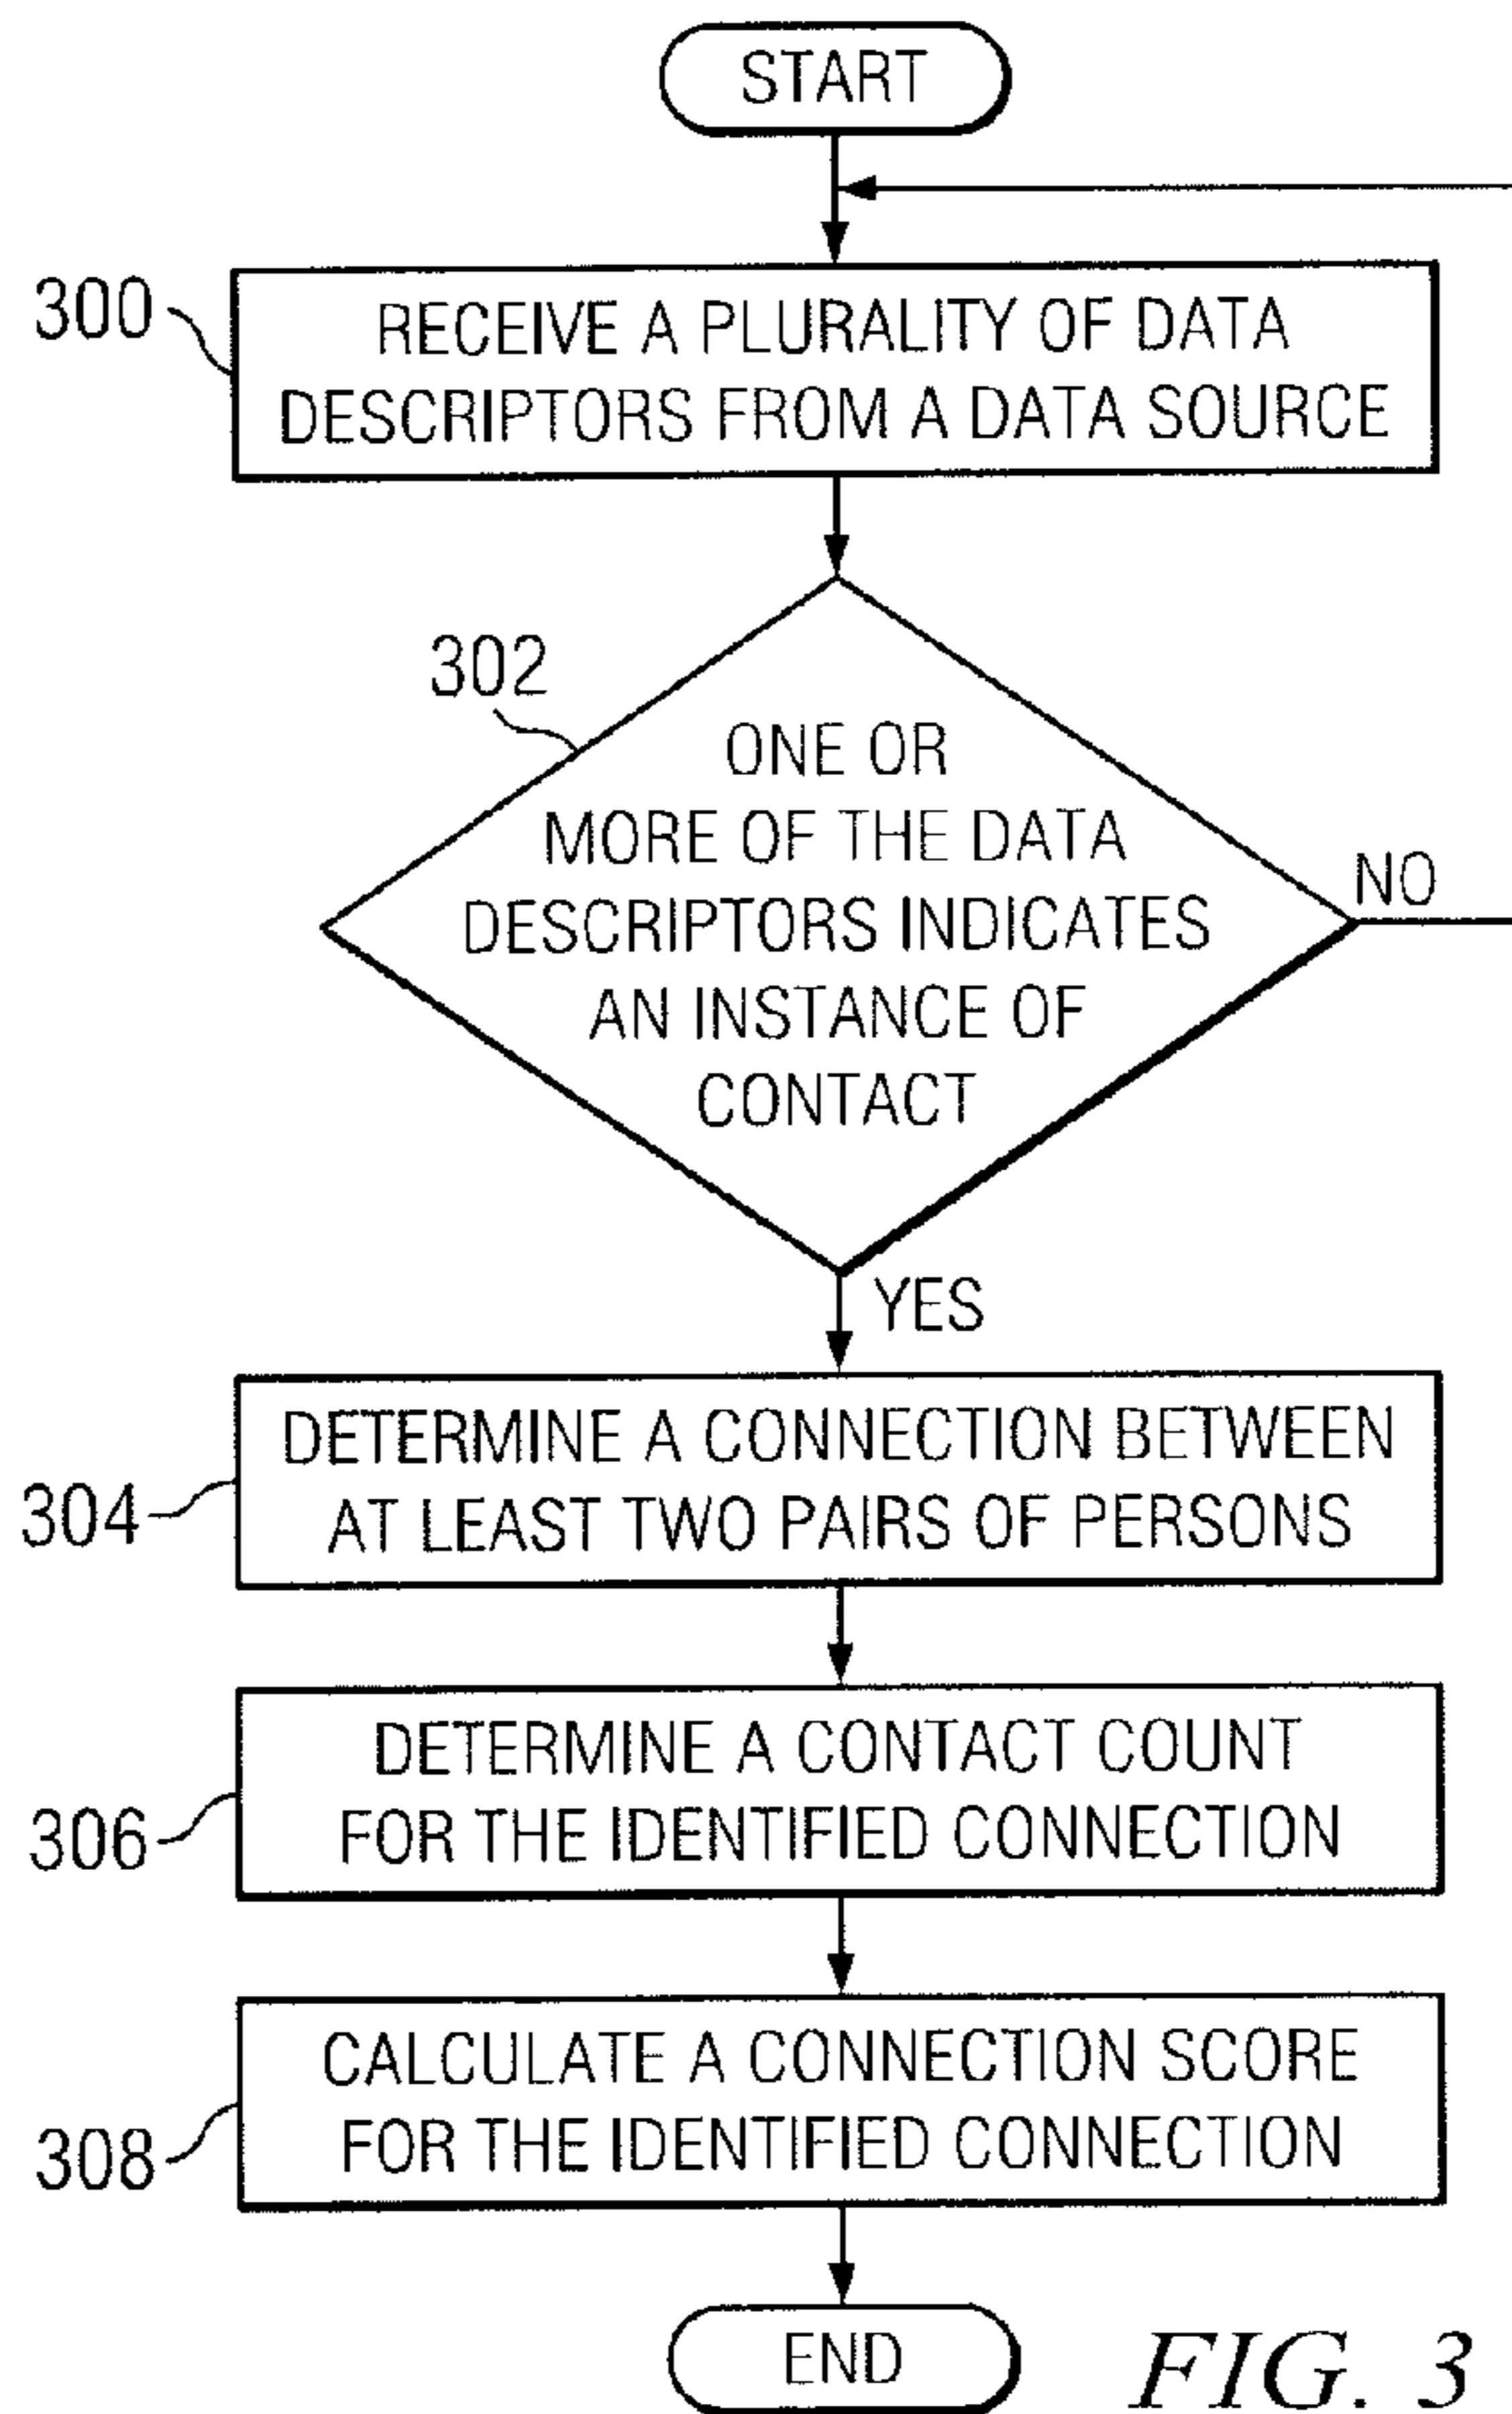 START
300
RECEIVE A PLURALITY OF DATA
DESCRIPTORS FROM A DATA SOURCE
302
ONE OR
MORE OF THE DATA
DESCRIPTORS INDICATES
AN INSTANCE OF
CONTACT
NO
YES
304
DETERMINE A CONNECTION BETWEEN
AT LEAST TWO PAIRS OF PERSONS
306
DETERMINE A CONTACT COUNT
FOR THE IDENTIFIED CONNECTION
308
CALCULATE A CONNECTION SCORE
FOR THE IDENTIFIED CONNECTION
END
FIG. 3